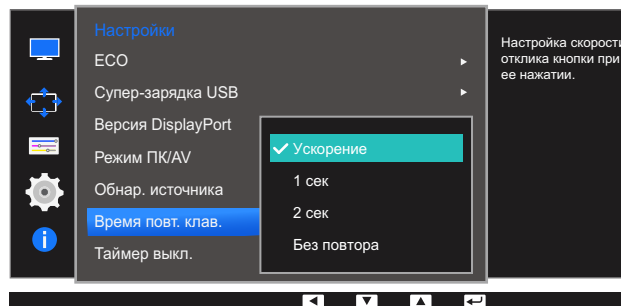 Настройки
ECO
Супер-зарядка USB
Версия DisplayPort
Режим ПК/AV
Обнар. источника
Время повт. клав.
Таймер выкл.
Ускорение
1 сек
2 сек
Без повтора
Настройка скорости
отклика кнопки при
ее нажатии.